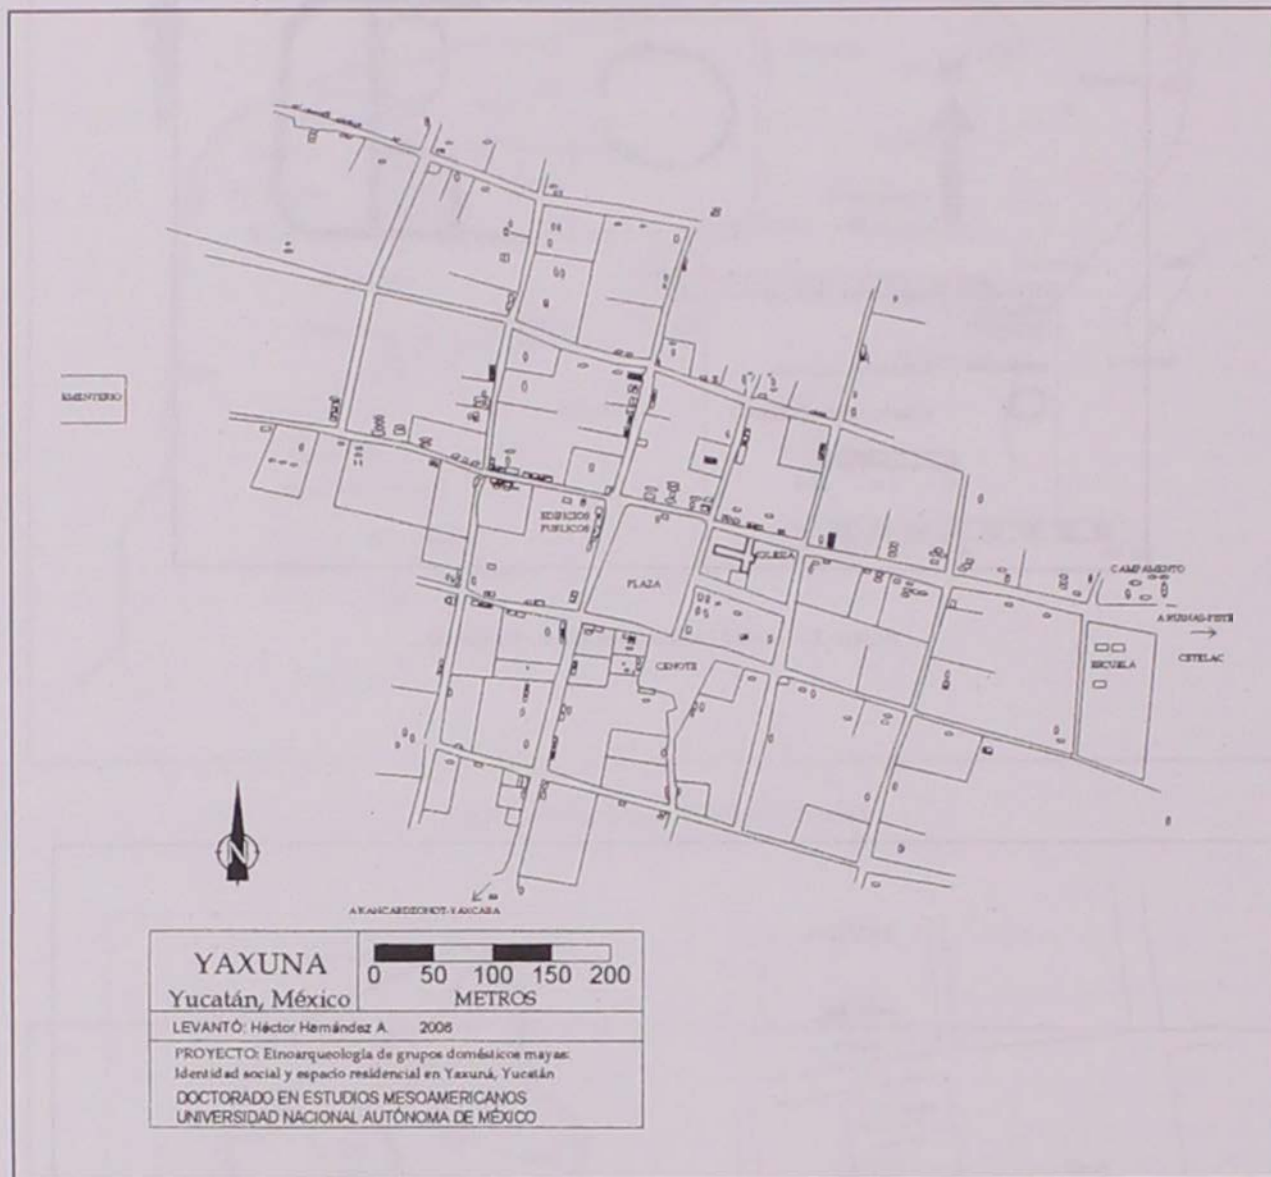 EMENTERIO
EDIFICIOS
PUBLICOS
IGLESIA
PLAZA
CENOTE
CAMPAMENTO
ESCUELA
CETELAC
N
YAXUNA
Yucatán, México
0 50 100 150 200
METROS
LEVANTÓ: Héctor Hernández A. 2006
PROYECTO: Etnoarqueología de grupos domésticos mayas:
Identidad social y espacio residencial en Yaxuná, Yucatán
DOCTORADO EN ESTUDIOS MESOAMERICANOS
UNIVERSIDAD NACIONAL AUTÓNOMA DE MÉXICO